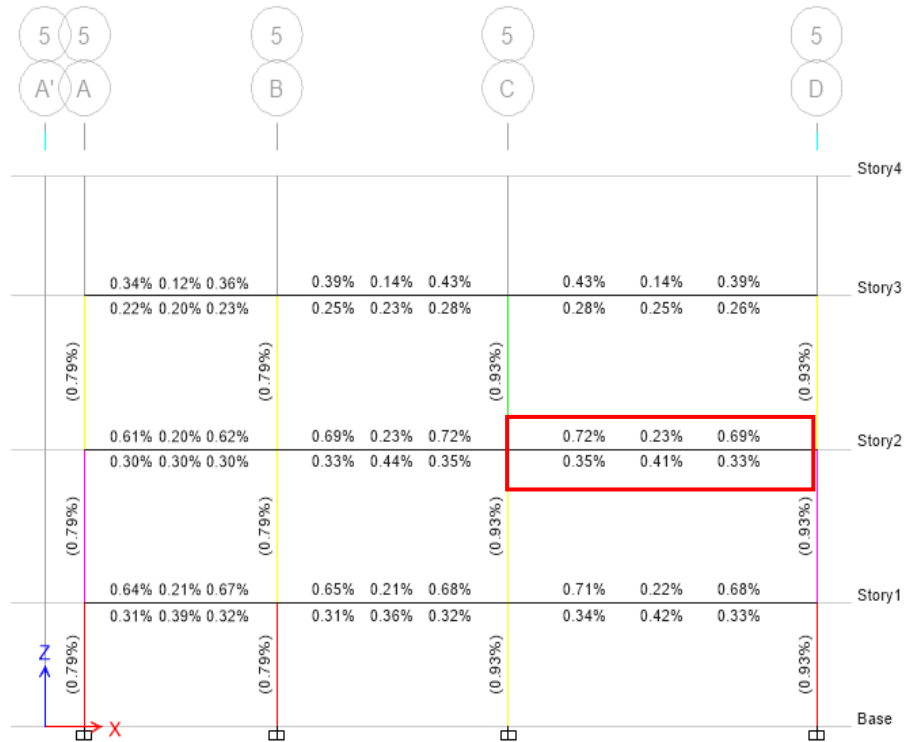 5 5 5 5 5
A' A B C D
Story4
0.34% 0.12% 0.36% 0.39% 0.14% 0.43% 0.43% 0.14% 0.39% Story3
0.22% 0.20% 0.23% 0.25% 0.23% 0.28% 0.28% 0.25% 0.26%
(0.79%) (0.79%) (0.93%) (0.93%)
0.61% 0.20% 0.62% 0.69% 0.23% 0.72% 0.72% 0.23% 0.69% Story2
0.30% 0.30% 0.30% 0.33% 0.44% 0.35% 0.35% 0.41% 0.33%
(0.79%) (0.79%) (0.93%) (0.93%)
0.64% 0.21% 0.67% 0.65% 0.21% 0.68% 0.71% 0.22% 0.68% Story1
0.31% 0.39% 0.32% 0.31% 0.36% 0.32% 0.34% 0.42% 0.33%
Z (0.79%) (0.79%) (0.93%) (0.93%)
X Base